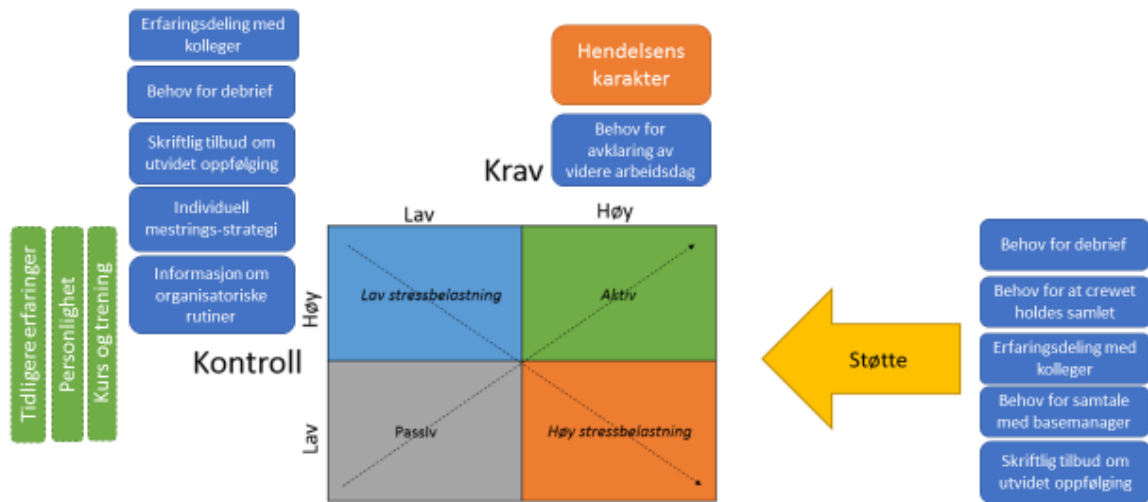 Erfaringsdeling med
kolleger
Behov for debrief
Skriftlig tilbud om
utvidet oppfølging
Individuell
mestrings-strategi
Informasjon om
organisatoriske
rutiner
Tidligere erfaringer
Personlighet
Kurs og trening
Hendelsens
karakter
Behov for
avklaring av
videre arbeidsdag
Krav
Lav
Høy
Høy
Kontroll
Lav
Lav stressbelastning
Aktiv
Passiv
Høy stressbelastning
Støtte
Behov for debrief
Behov for at crewet
holdes samlet
Erfaringsdeling med
kolleger
Behov for samtale
med basemanager
Skriftlig tilbud om
utvidet oppfølging